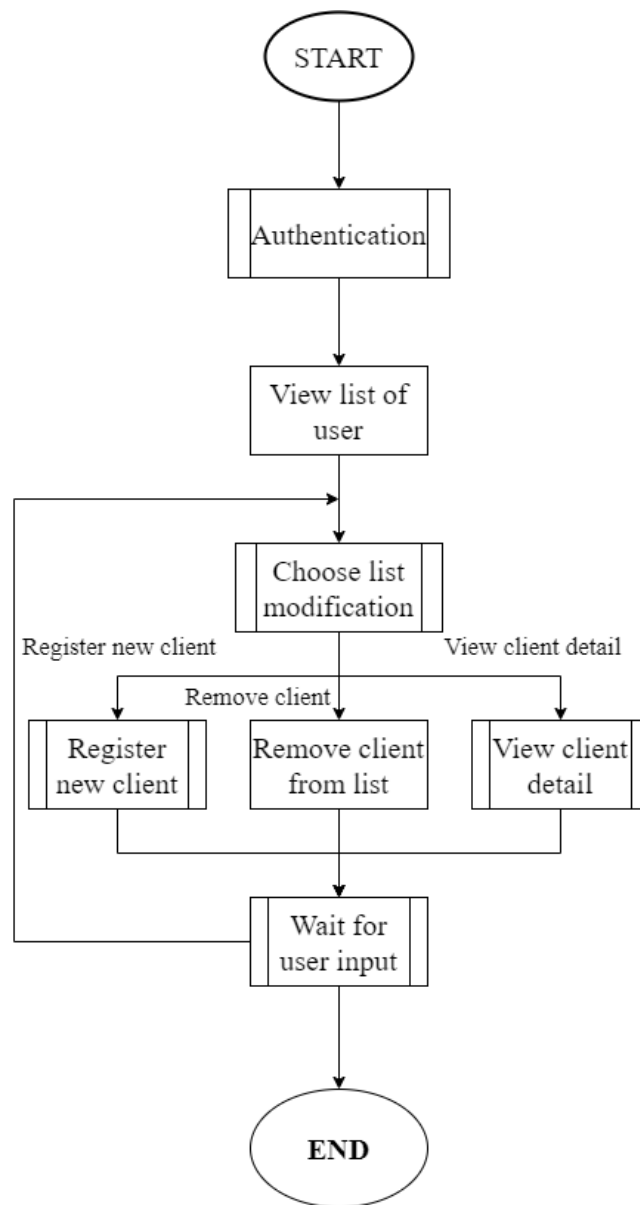 START
Authentication
View list of
user
Choose list
modification
Register new client
View client detail
Remove client
Register
new client
Remove client
from list
View client
detail
Wait for
user input
END